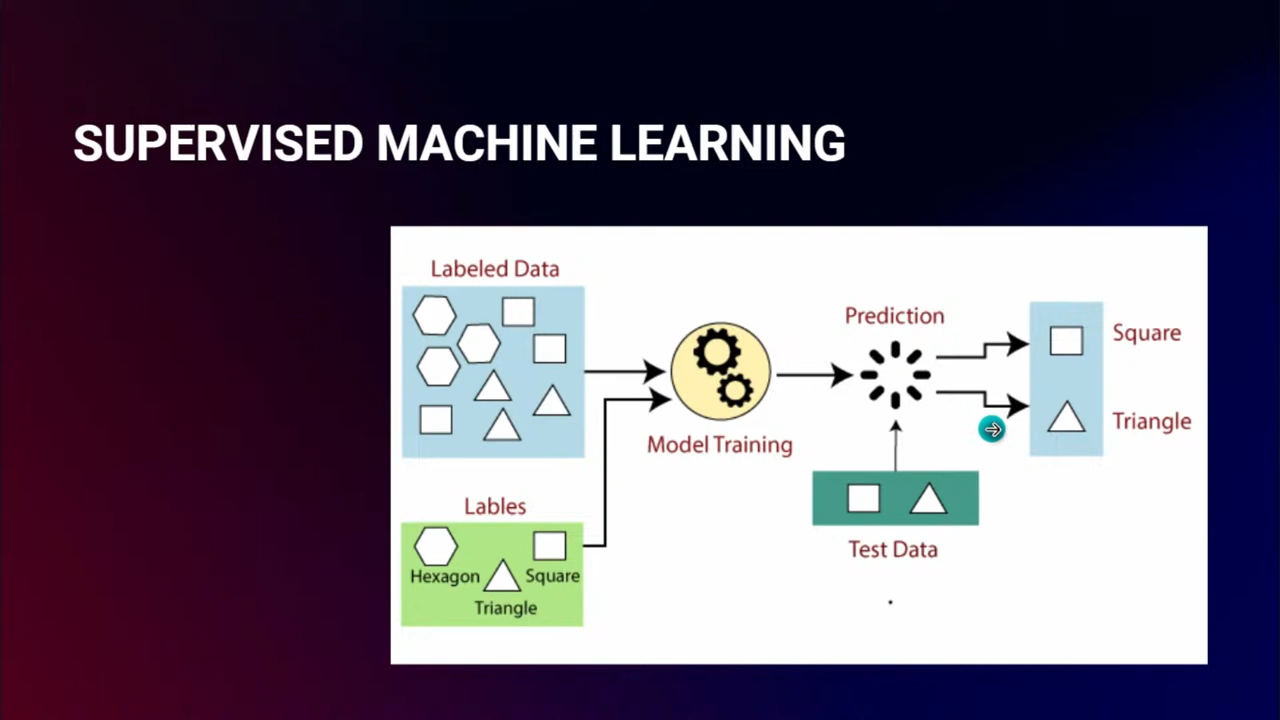 SUPERVISED MACHINE LEARNING
Labeled Data
Prediction
Square
Triangle
Model Training
Lables
Hexagon
Square
Triangle
Test Data